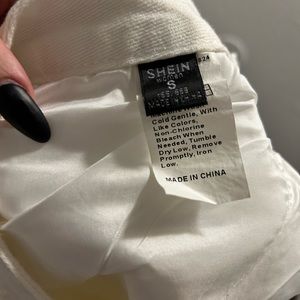 SHEIN
S
Cold Gentle, With
Like Colors,
Non-Chlorine
Bleach When
Needed, Tumble
Dry Low, Remove
Promptly, Iron
Low.
MADE IN CHINA